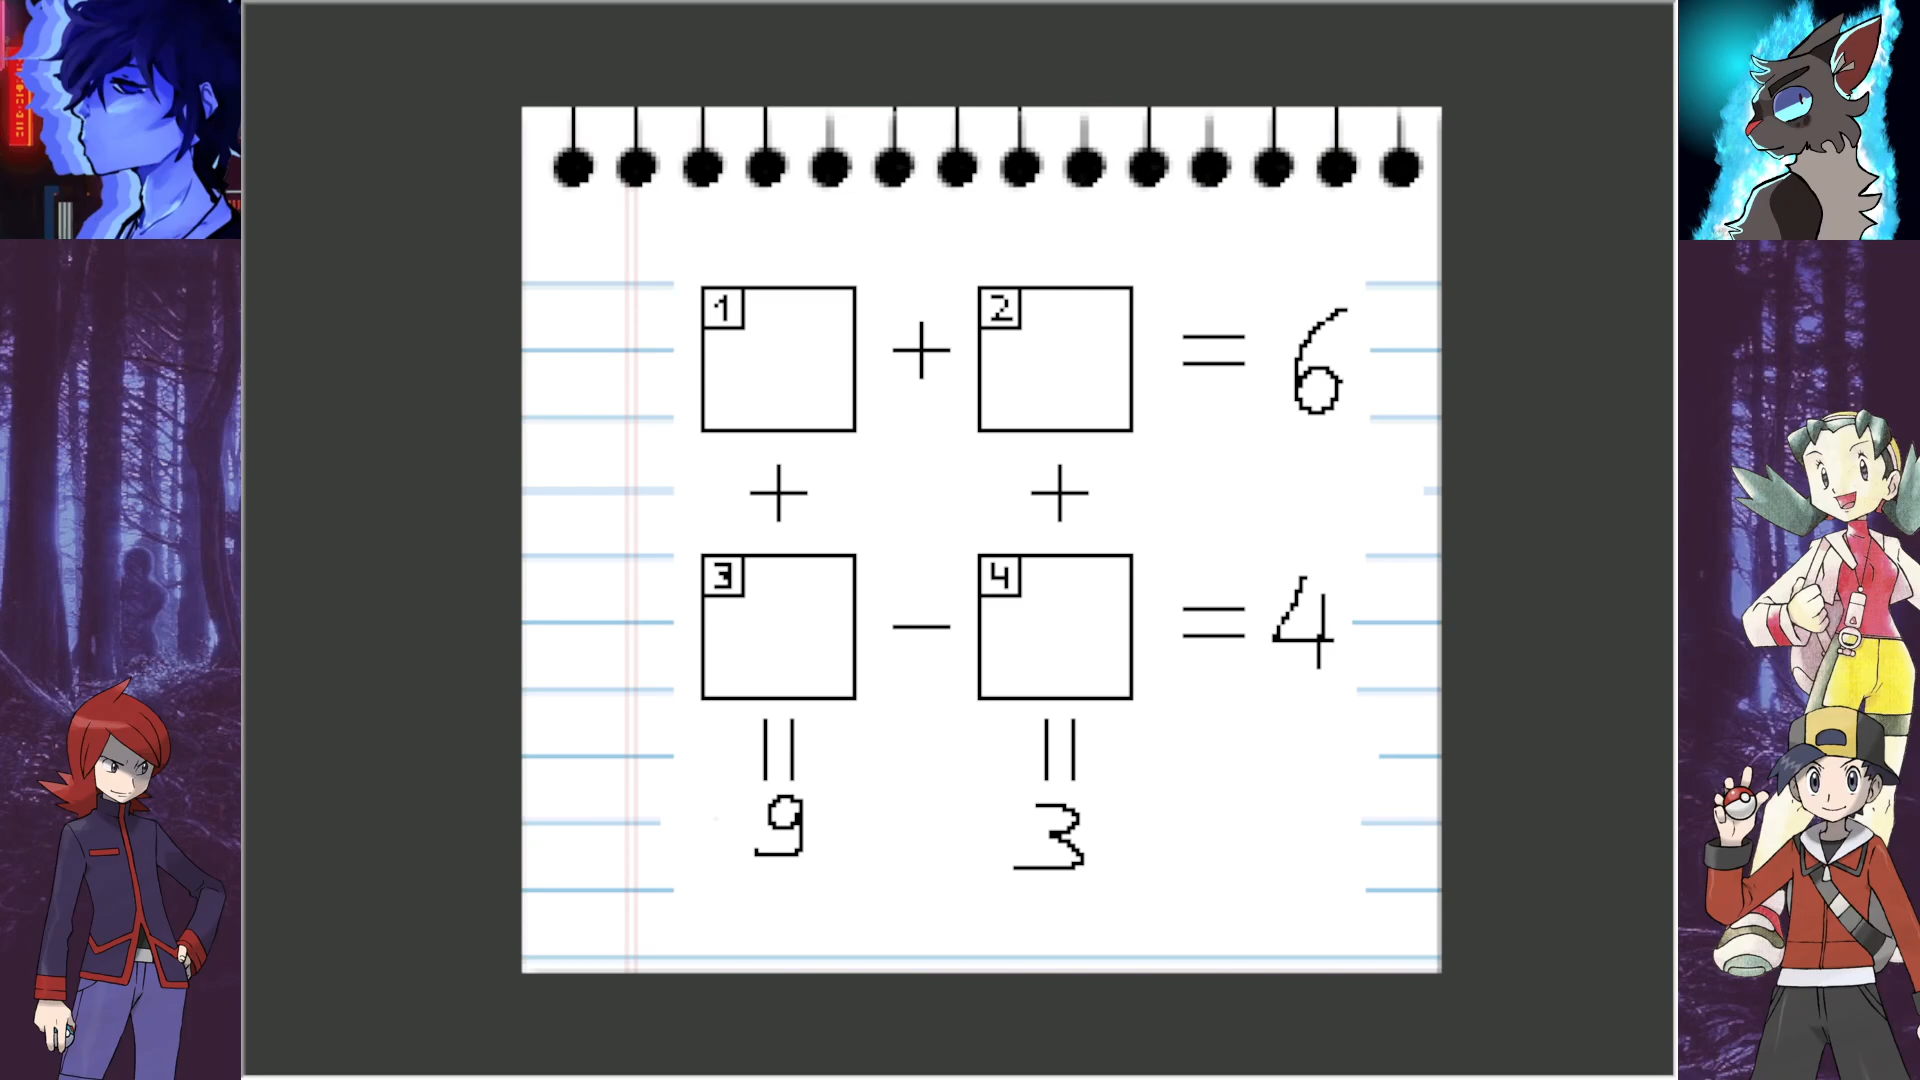 1 + 2 = 6
+ +
3 − 4 = 4
= =
9 3